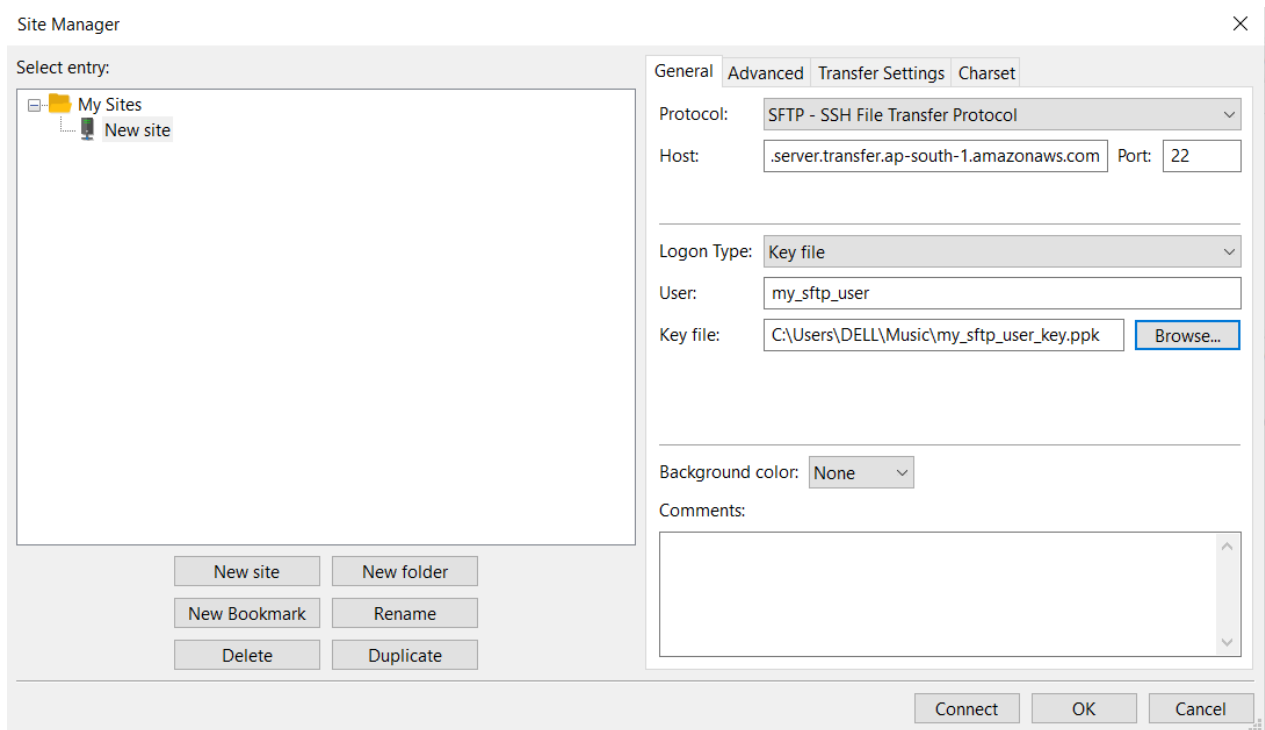 Site Manager
Select entry:
My Sites
New site
New site New folder
New Bookmark Rename
Delete Duplicate
General Advanced Transfer Settings Charset
Protocol: SFTP - SSH File Transfer Protocol
Host: .server.transfer.ap-south-1.amazonaws.com Port: 22
Logon Type: Key file
User: my_sftp_user
Key file: C:\Users\DELL\Music\my_sftp_user_key.ppk Browse...
Background color: None
Comments:
Connect OK Cancel